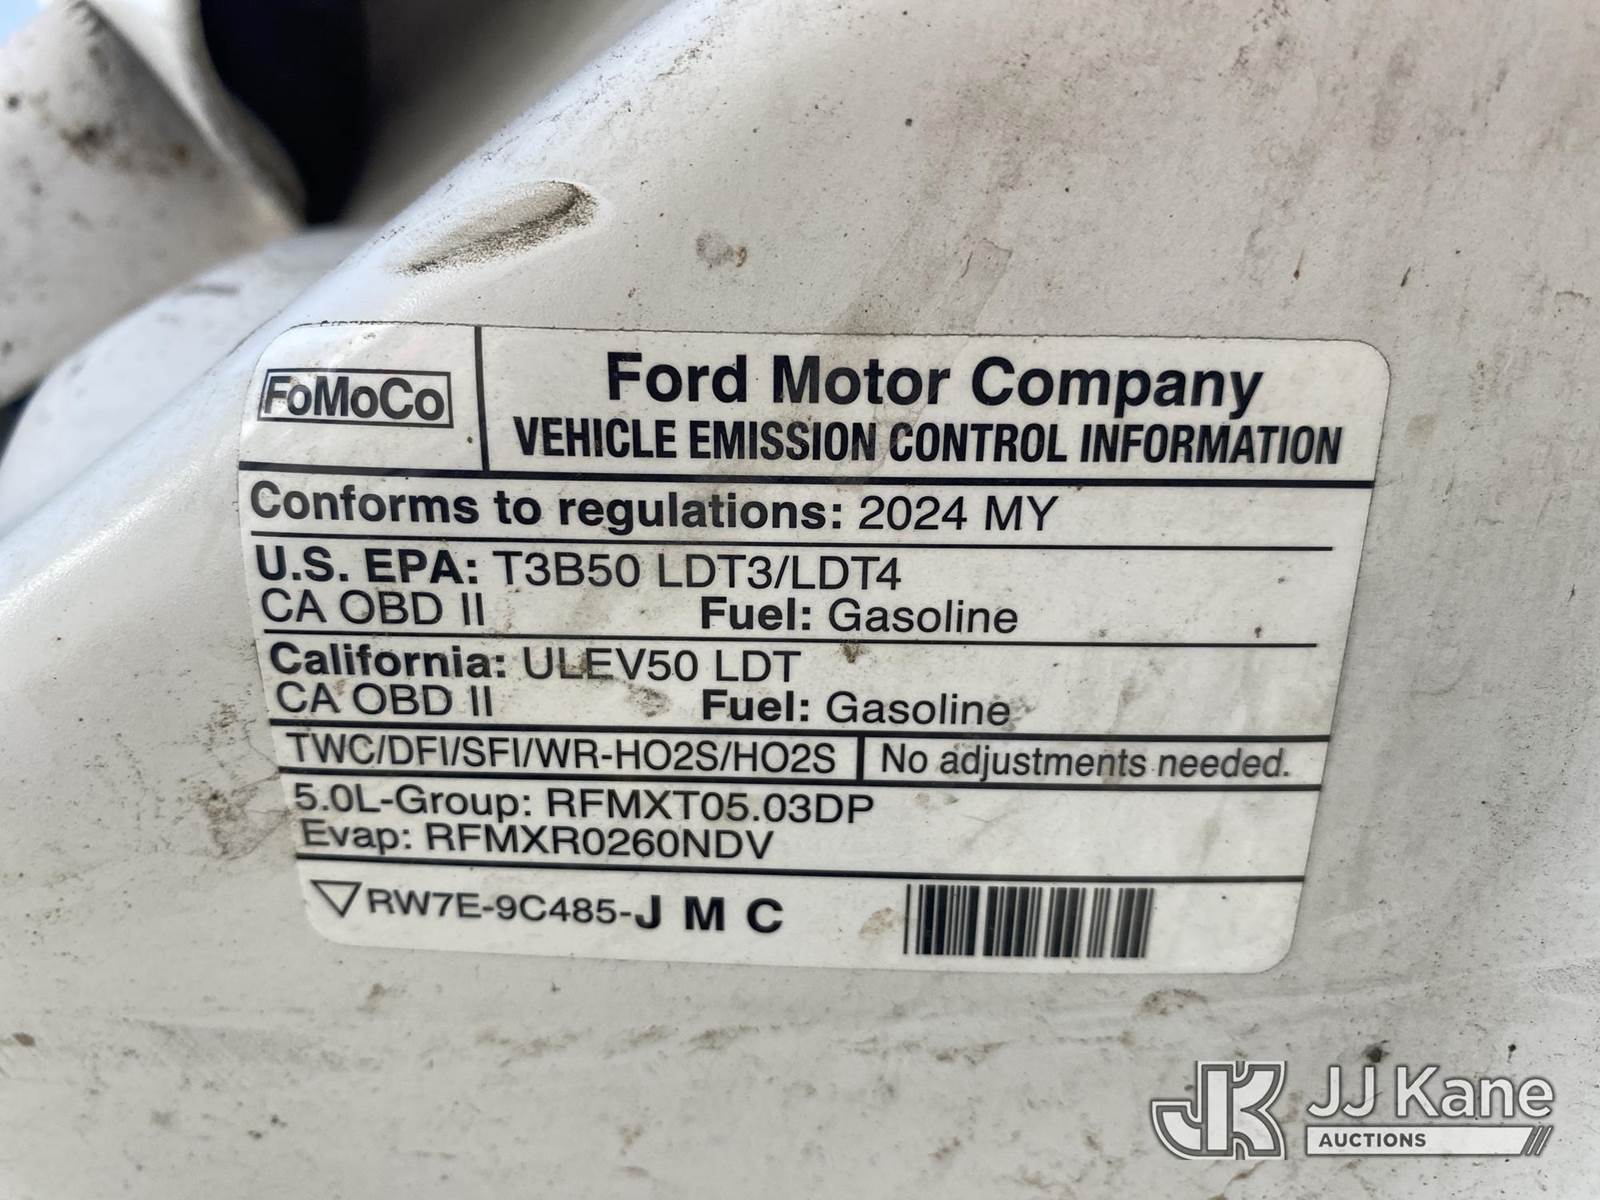 FoMoCo
Ford Motor Company
VEHICLE EMISSION CONTROL INFORMATION
Conforms to regulations: 2024 MY
U.S. EPA: T3B50 LDT3/LDT4
CA OBD II Fuel: Gasoline
California: ULEV50 LDT
CA OBD II Fuel: Gasoline
TWC/DFI/SFI/WR-HO2S/HO2S No adjustments needed.
5.0L-Group: RFMXT05.03DP
Evap: RFMXR0260NDV
RW7E-9C485-J M C
JK JJ Kane
AUCTIONS